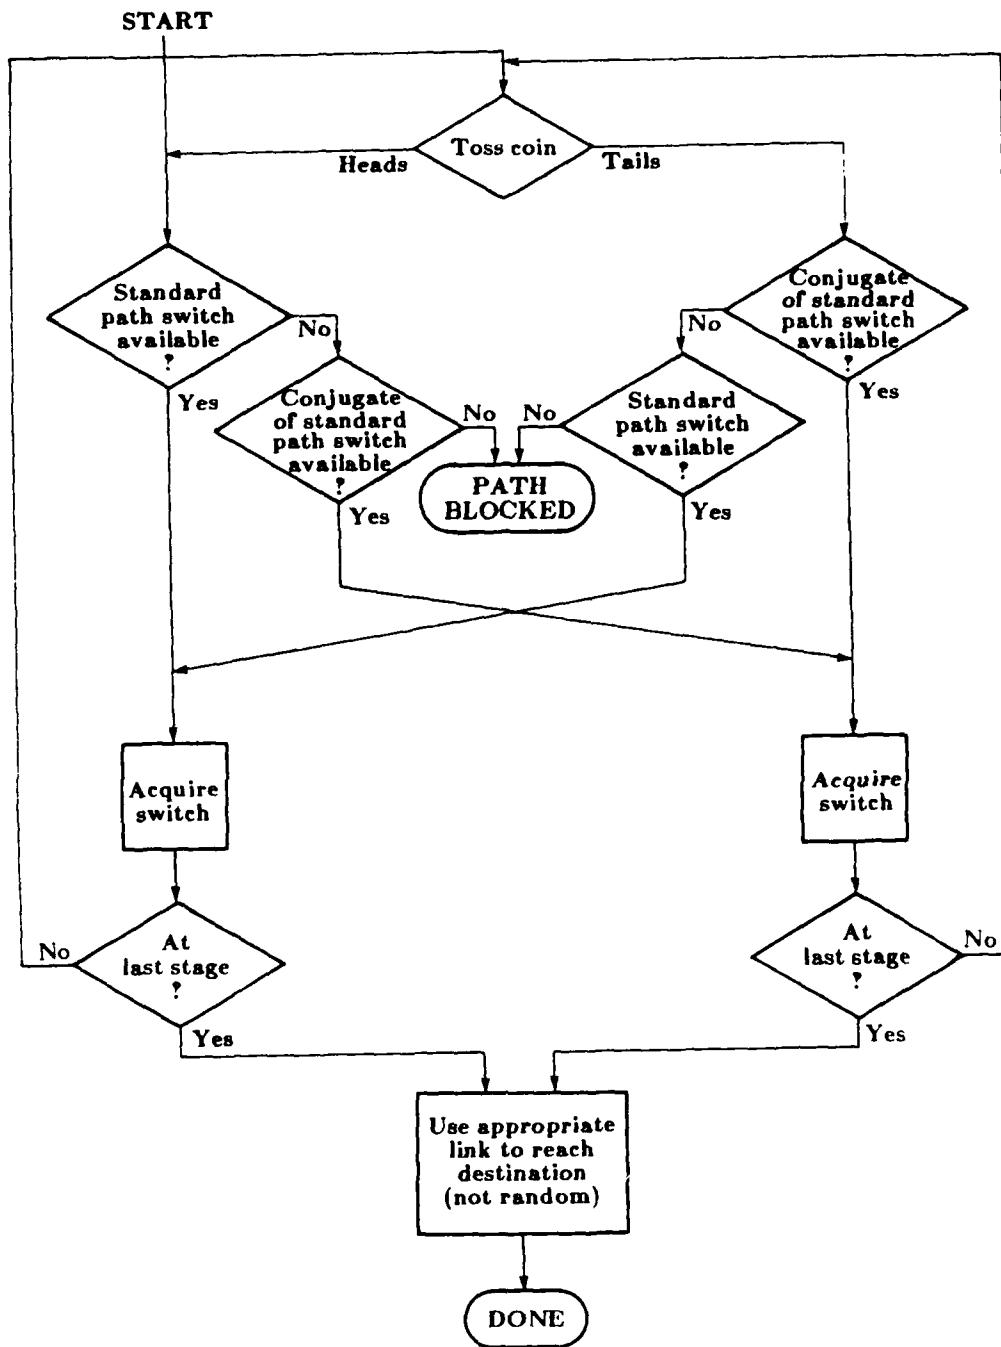 START
Toss coin
Heads
Tails
Standard
path switch
available
?
No
Yes
Conjugate
of standard
path switch
available
?
No
Yes
Conjugate
of standard
path switch
available
?
No
Yes
Standard
path switch
available
?
No
Yes
PATH
BLOCKED
Acquire
switch
Acquire
switch
At
last stage
?
No
Yes
At
last stage
?
No
Yes
Use appropriate
link to reach
destination
(not random)
DONE